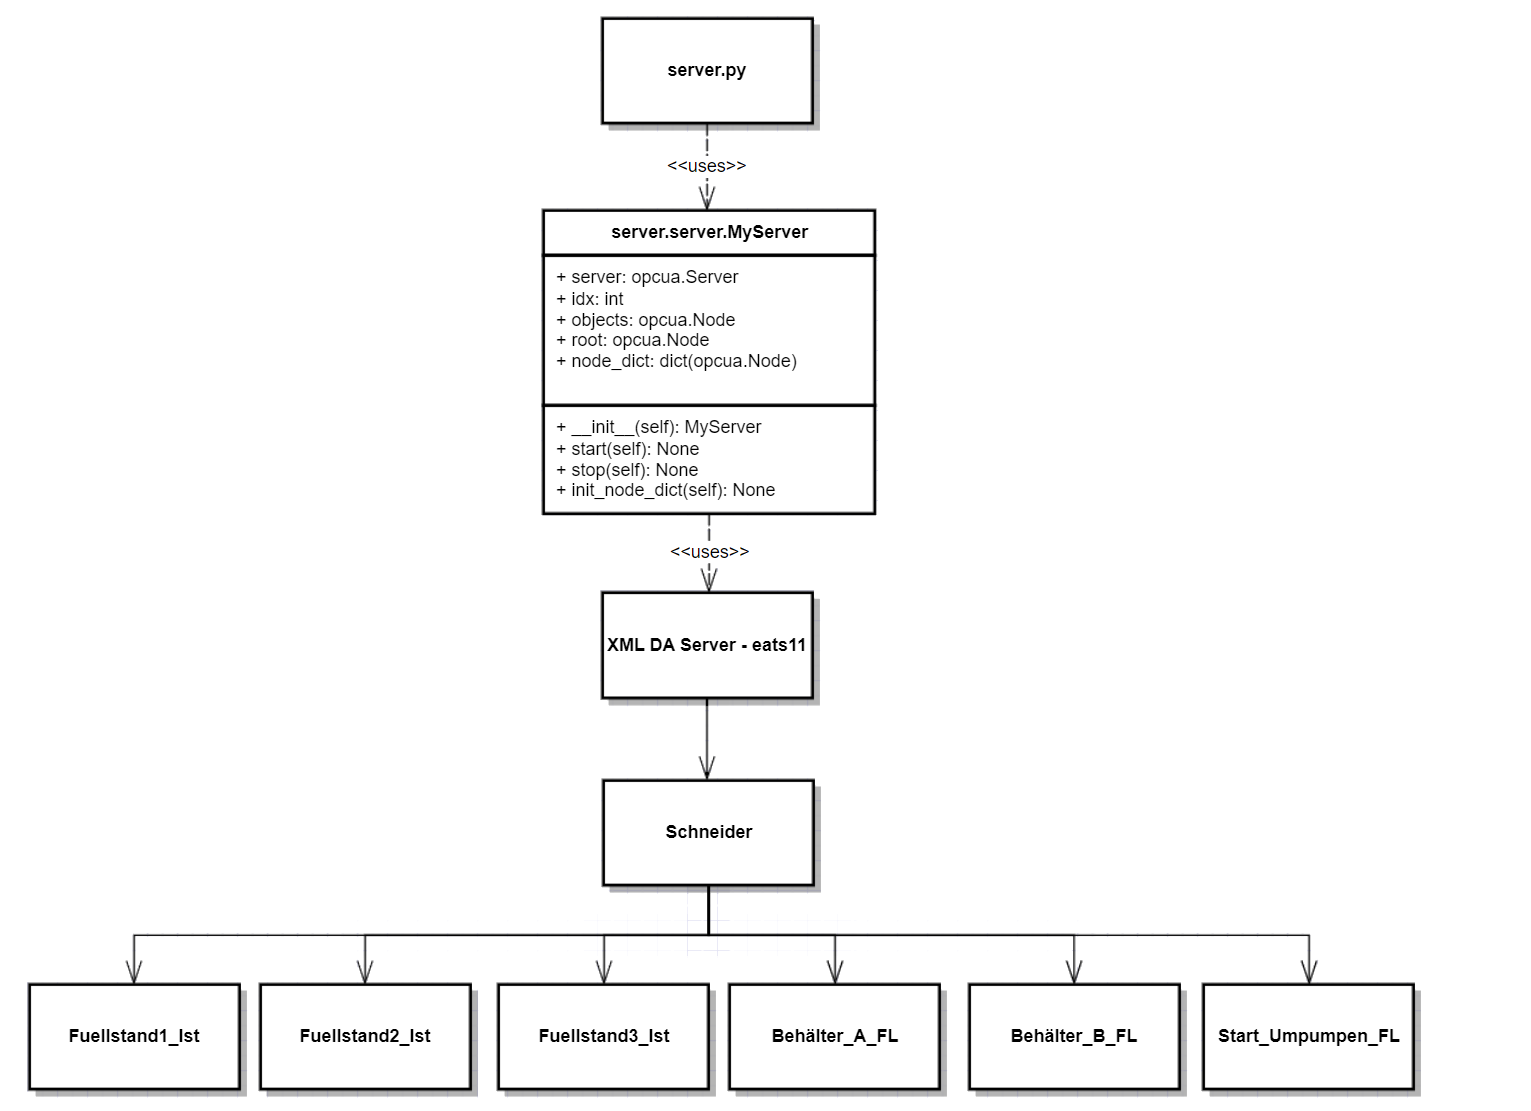 server.py
<<uses>>
server.server.MyServer
+ server: opcua.Server
+ idx: int
+ objects: opcua.Node
+ root: opcua.Node
+ node_dict: dict(opcua.Node)
+ __init__(self): MyServer
+ start(self): None
+ stop(self): None
+ init_node_dict(self): None
<<uses>>
XML DA Server - eats11
Schneider
Fuellstand1_Ist
Fuellstand2_Ist
Fuellstand3_Ist
Behälter_A_FL
Behälter_B_FL
Start_Umpumpen_FL